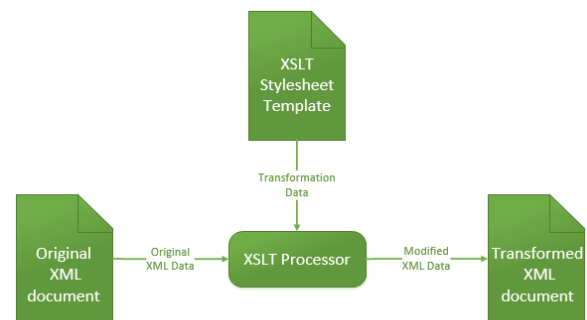 XSLT
Stylesheet
Template
Transformation
Data
Original
XML
document
Original
XML Data
XSLT Processor
Modified
XML Data
Transformed
XML
document